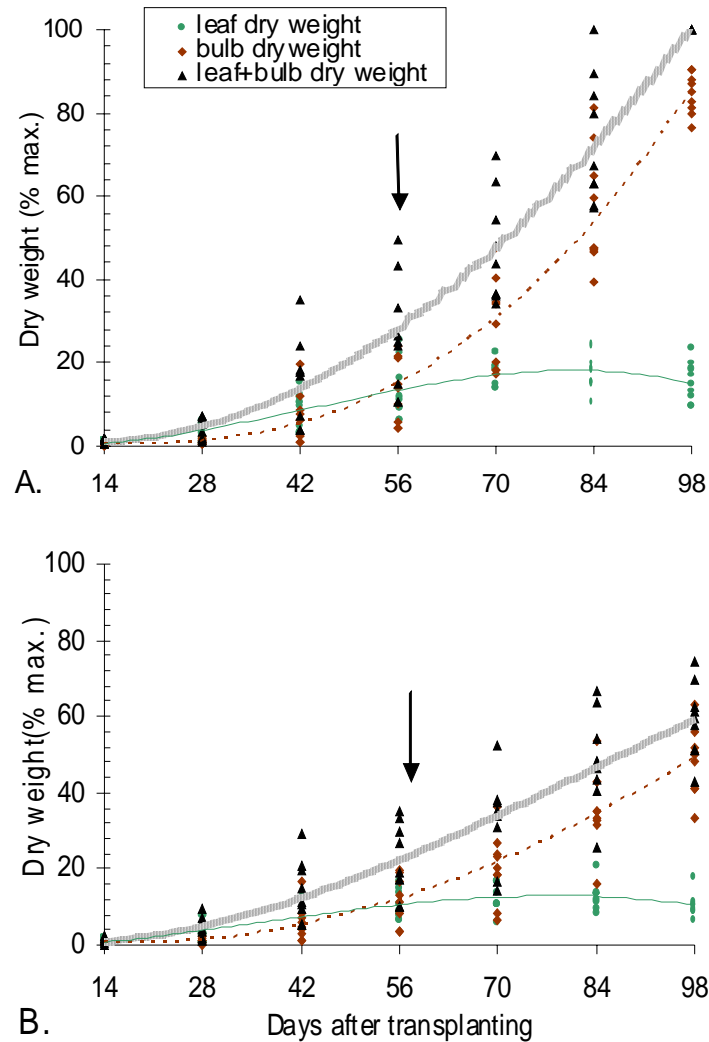 leaf dry weight
bulb dry weight
leaf+bulb dry weight
Dry weight (% max.)
100
80
60
40
20
0
14 28 42 56 70 84 98
A.
Dry weight(% max.)
100
80
60
40
20
0
14 28 42 56 70 84 98
B.
Days after transplanting